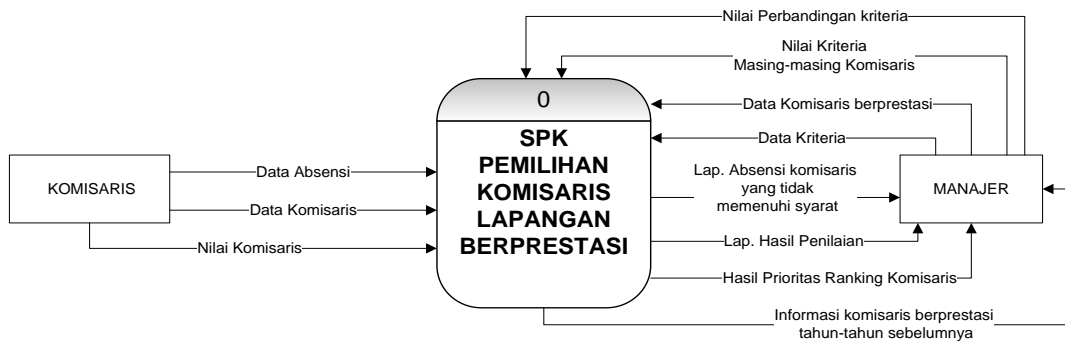 Nilai Perbandingan kriteria
Nilai Kriteria
Masing-masing Komisaris
0
Data Komisaris berprestasi
SPK
PEMILIHAN
KOMISARIS
LAPANGAN
BERPRESTASI
Data Kriteria
KOMISARIS
Data Absensi
Data Komisaris
Nilai Komisaris
Lap. Absensi komisaris
yang tidak
memenuhi syarat
MANAJER
Lap. Hasil Penilaian
Hasil Prioritas Ranking Komisaris
Informasi komisaris berprestasi
tahun-tahun sebelumnya